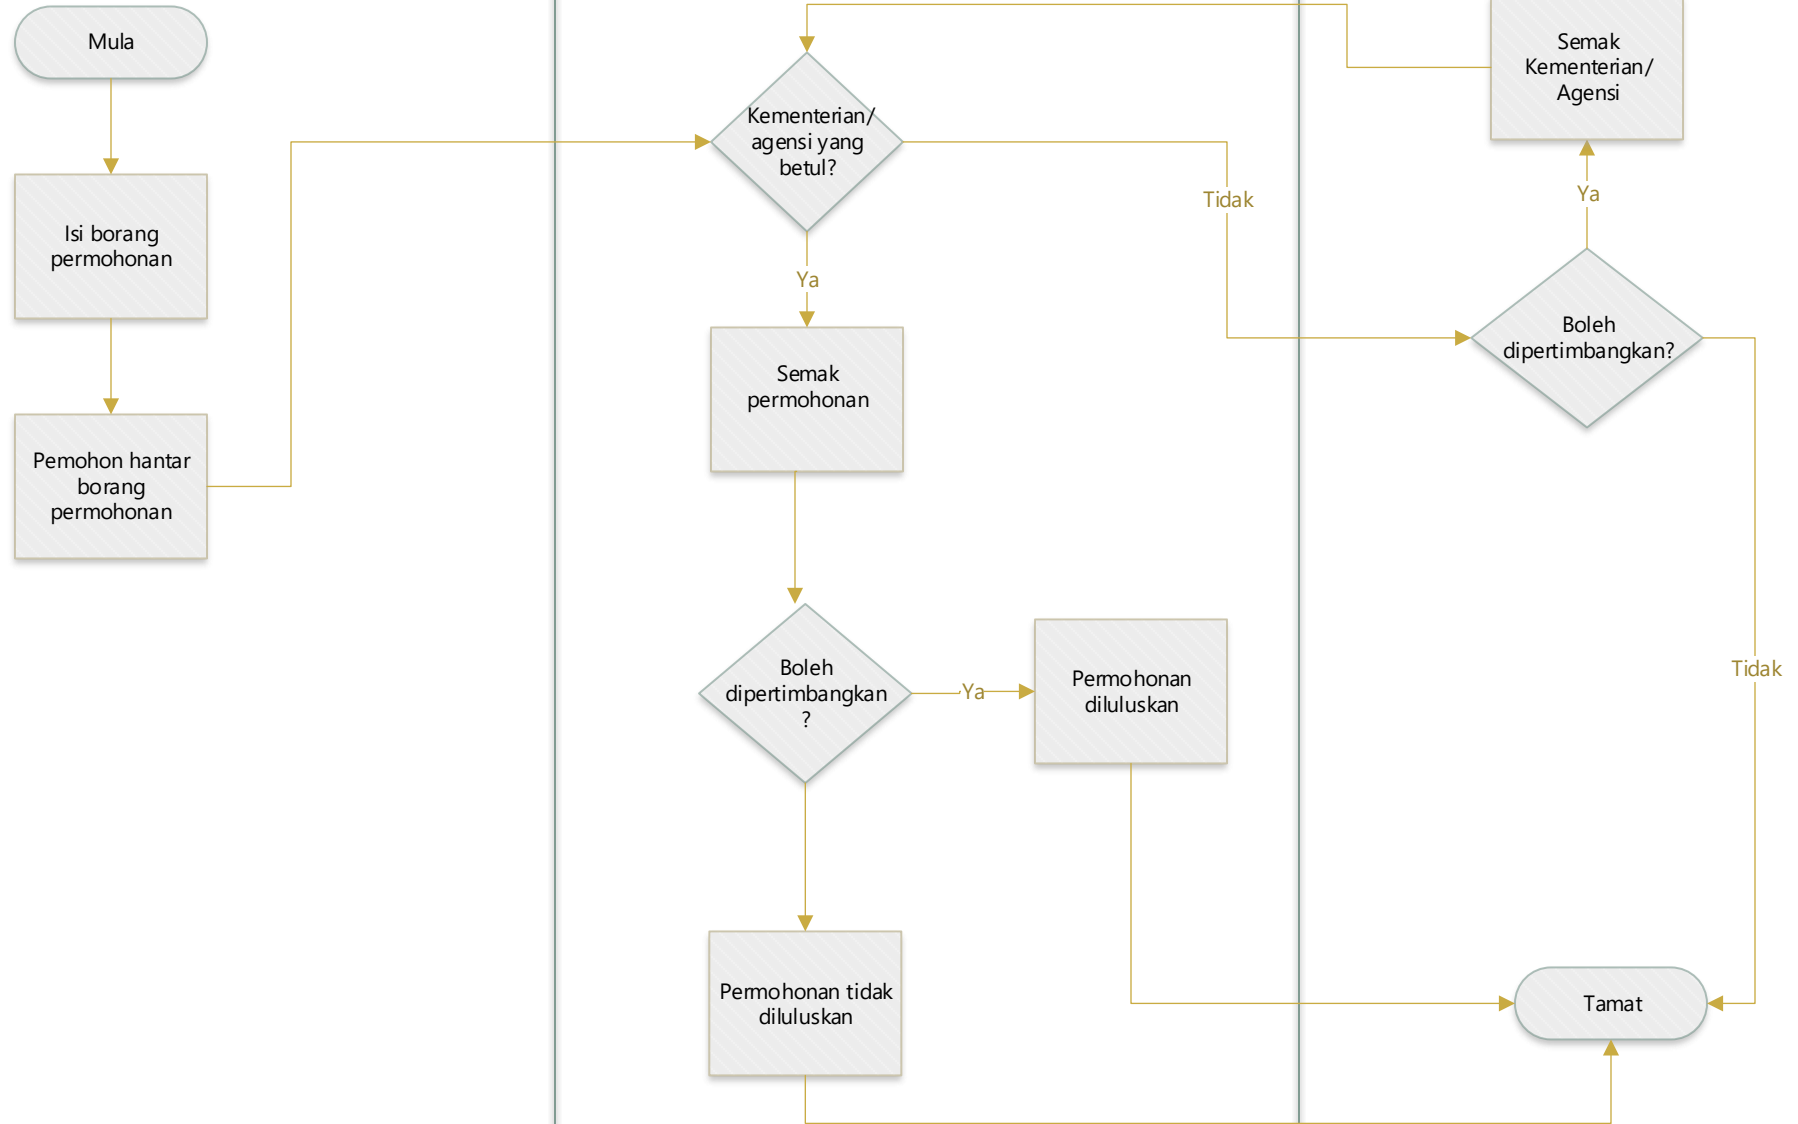 Mula
Isi borang
permohonan
Pemohon hantar
borang
permohonan
Kementerian/
agensi yang
betul?
Tidak
Ya
Semak
permohonan
Boleh
dipertimbangkan
?
Ya
Permohonan
diluluskan
Permohonan tidak
diluluskan
Semak
Kementerian/
Agensi
Ya
Boleh
dipertimbangkan?
Tidak
Tamat